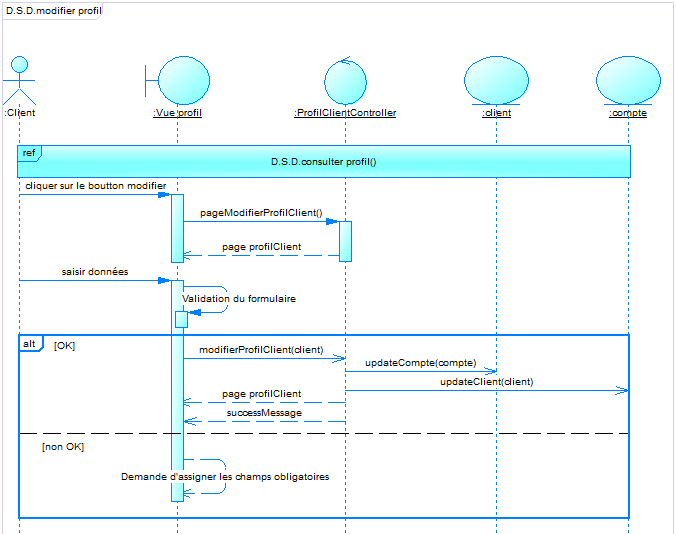 D.S.D.modifier profil
:Client
:Vue profil
:ProfilClientController
:client
:compte
ref
D.S.D.consulter profil()
cliquer sur le boutton modifier
pageModifierProfilClient()
page profilClient
saisir données
Validation du formulaire
alt
[OK]
modifierProfilClient(client)
updateCompte(compte)
updateClient(client)
page profilClient
successMessage
[non OK]
Demande d'assigner les champs obligatoires